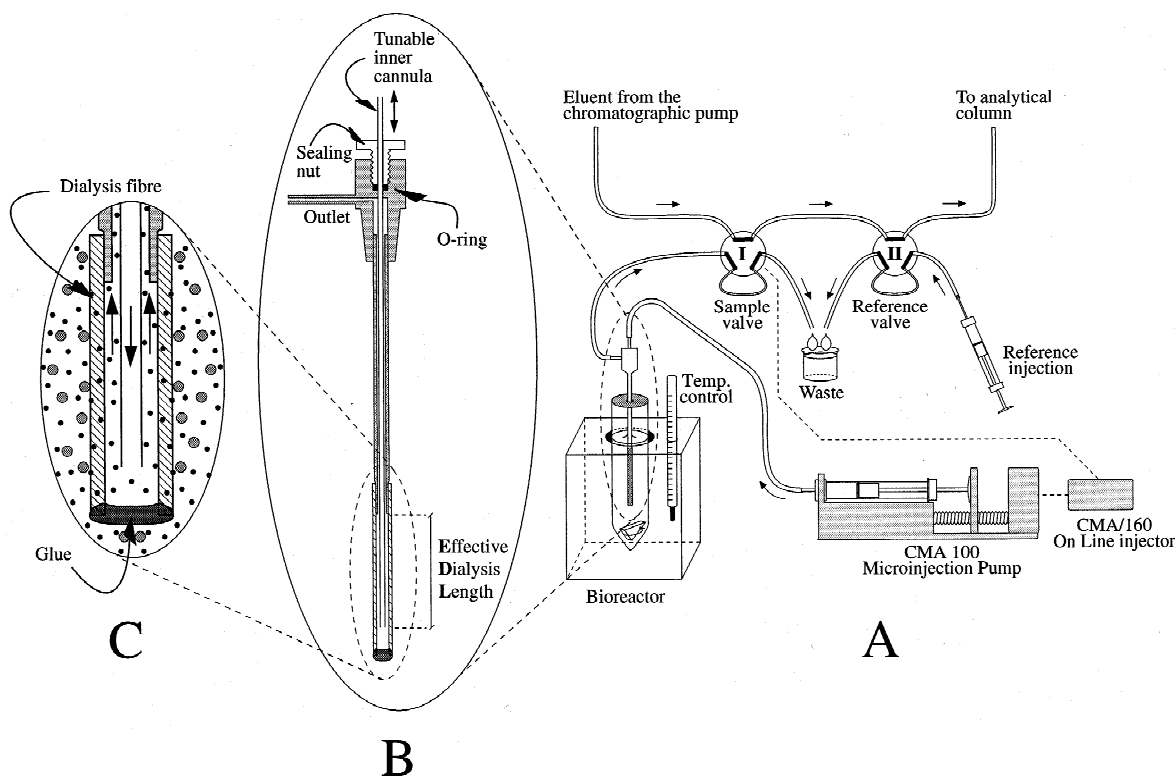 Tunable
inner
cannula
Sealing
nut
Outlet
O-ring
Effective
Dialysis
Length
B
Dialysis fibre
Glue
C
Eluent from the
chromatographic pump
To analytical
column
I
II
Sample
valve
Reference
valve
Waste
Reference
injection
Temp.
control
Bioreactor
CMA 100
Microinjection Pump
CMA/160
On Line injector
A